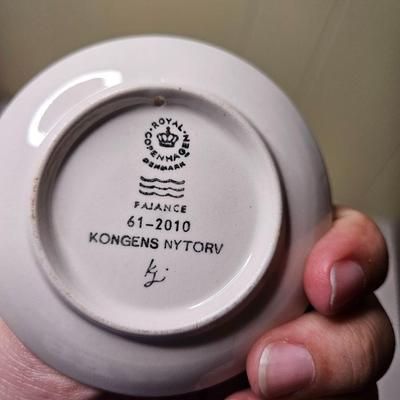 ROYAL
COPENHAGEN
DENMARK
FAJANCE
61-2010
KONGENS NYTORV